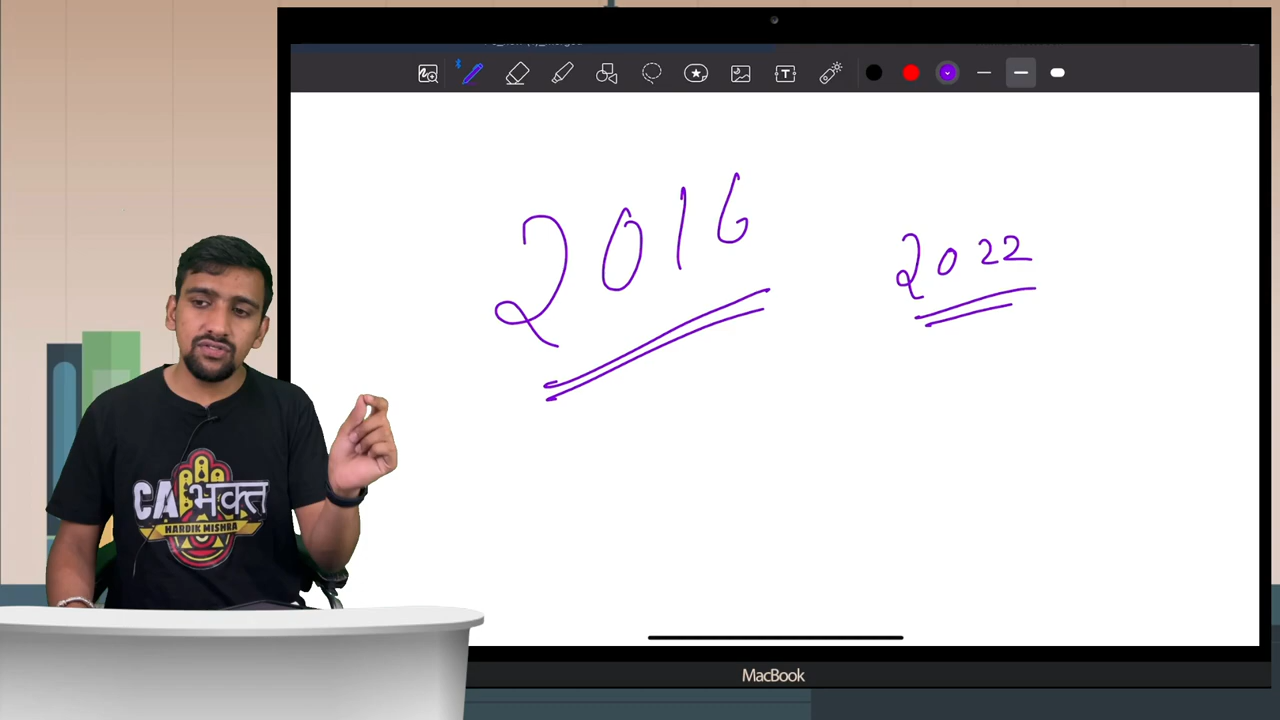 2016
2022
CA भक्त
HARDIK MISHRA
T
MacBook